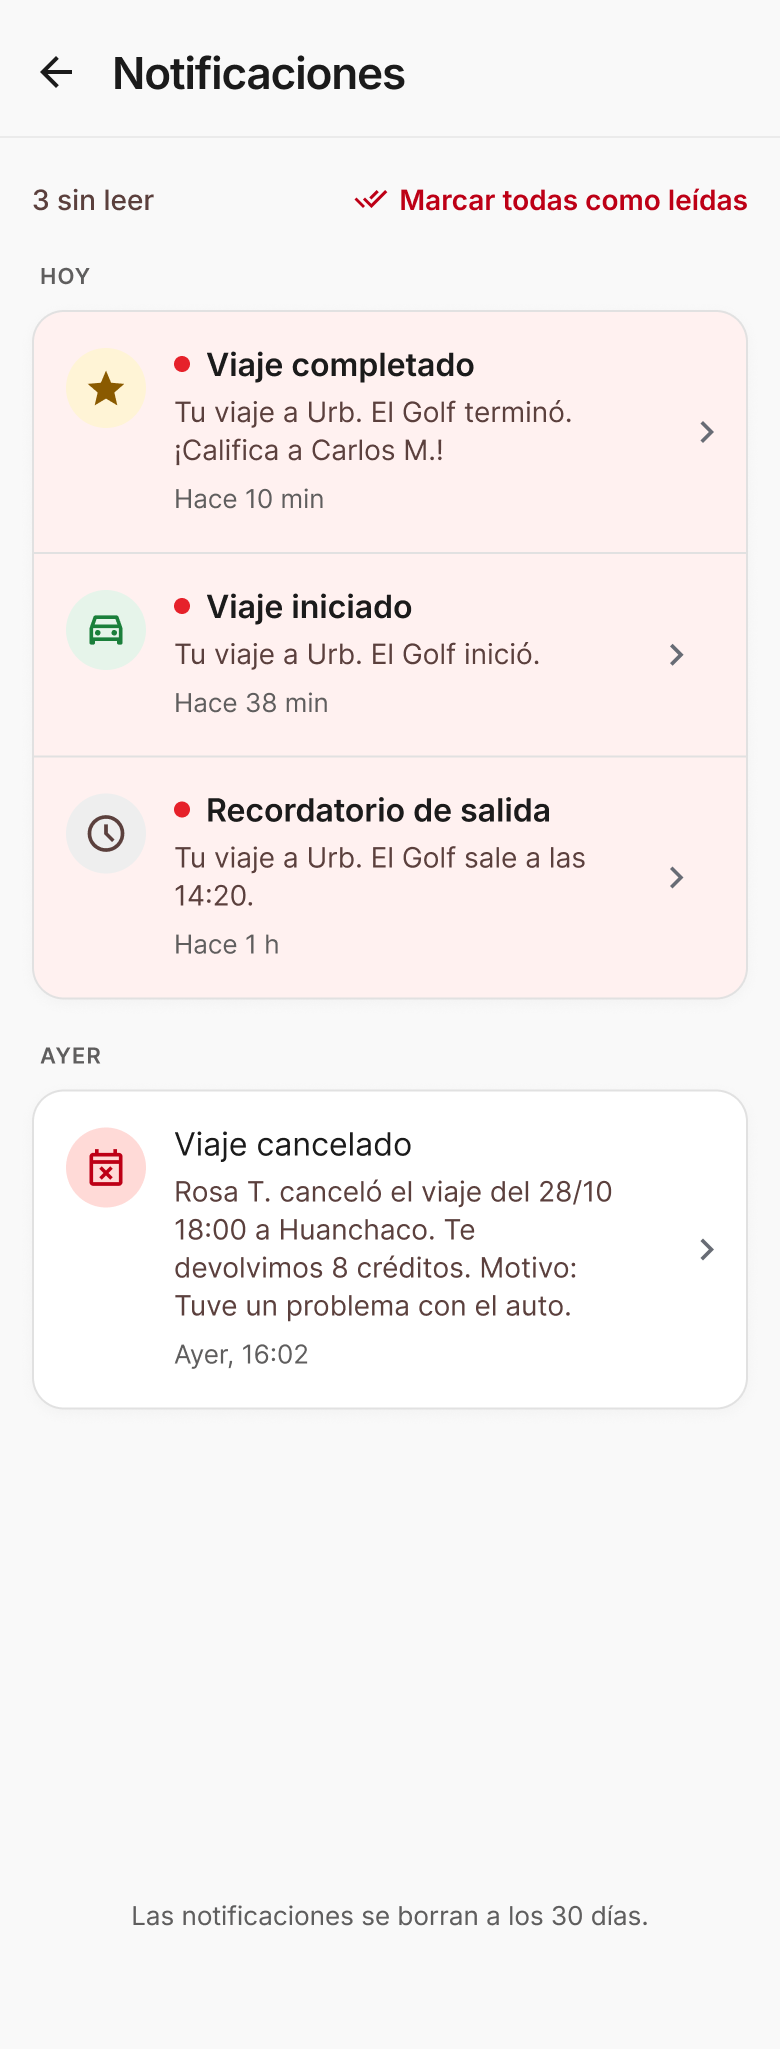 Notificaciones
3 sin leer
Marcar todas como leídas
HOY
Viaje completado
Tu viaje a Urb. El Golf terminó.
¡Califica a Carlos M.!
Hace 10 min
Viaje iniciado
Tu viaje a Urb. El Golf inició.
Hace 38 min
Recordatorio de salida
Tu viaje a Urb. El Golf sale a las
14:20.
Hace 1 h
AYER
Viaje cancelado
Rosa T. canceló el viaje del 28/10
18:00 a Huanchaco. Te
devolvimos 8 créditos. Motivo:
Tuve un problema con el auto.
Ayer, 16:02
Las notificaciones se borran a los 30 días.